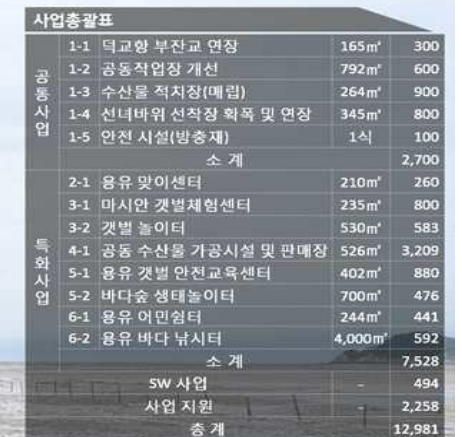 사업총괄표
공통사업
1-1 덕교항 부잔교 연장 165㎡ 300
1-2 공동작업장 개선 792㎡ 600
1-3 수산물 적치장(매립) 264㎡ 900
1-4 선녀바위 선착장 확폭 및 연장 345㎡ 800
1-5 안전 시설(방충재) 1식 100
소 계 2,700
특화사업
2-1 용유 맞이센터 210㎡ 260
3-1 마시안 갯벌체험센터 235㎡ 800
3-2 갯벌 놀이터 530㎡ 583
4-1 공동 수산물 가공시설 및 판매장 526㎡ 3,209
5-1 용유 갯벌 안전교육센터 402㎡ 880
5-2 바다숲 생태놀이터 700㎡ 476
6-1 용유 어민쉼터 244㎡ 441
6-2 용유 바다 낚시터 4,000㎡ 592
소 계 7,528
SW 사업 - 494
사업 지원 - 2,258
총 계 12,981